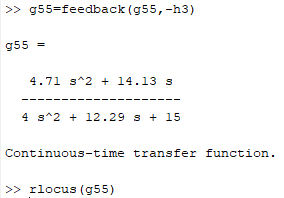 >> g55=feedback(g55,-h3)
g55 =
4.71 s^2 + 14.13 s
---------------------
4 s^2 + 12.29 s + 15
Continuous-time transfer function.
>> rlocus(g55)